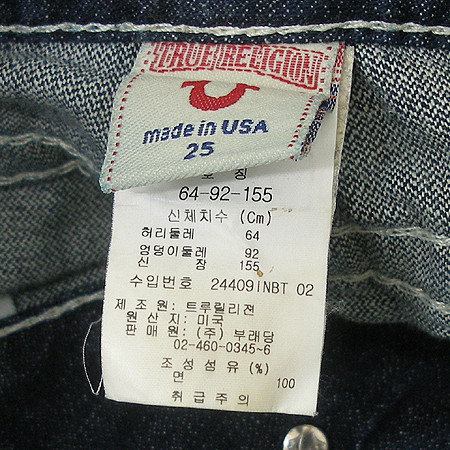 TRUE RELIGION
made in USA
25
호 칭
64-92-155
신체치수 (Cm)
허리둘레 64
엉덩이둘레 92
신 장 155
수입번호 24409INBT 02
제 조 원: 트루릴리젼
원 산 지: 미국
판 매 원: (주) 부래당
02-460-0345~6
조 성 섬 유 (%)
면 100
취 급 주 의